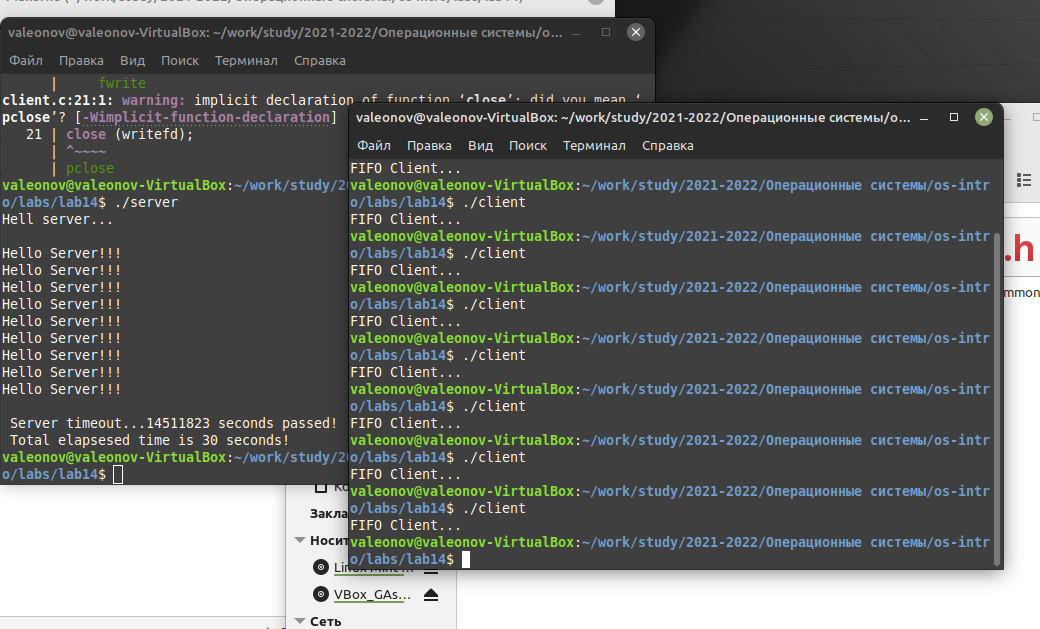 valeonov@valeonov-VirtualBox: ~/work/study/2021-2022/Операционные системы/o...
Файл Правка Вид Поиск Терминал Справка
| fwrite
client.c:21:1: warning: implicit declaration of function ‘close’; did you mean ‘
pclose’? [-Wimplicit-function-declaration]
21 | close (writefd);
| ^~~~~
| pclose
valeonov@valeonov-VirtualBox:~/work/study/20
o/labs/lab14$ ./server
Hell server...
Hello Server!!!
Hello Server!!!
Hello Server!!!
Hello Server!!!
Hello Server!!!
Hello Server!!!
Hello Server!!!
Hello Server!!!
Hello Server!!!
Server timeout...14511823 seconds passed!
Total elapsesed time is 30 seconds!
valeonov@valeonov-VirtualBox:~/work/study/20
o/labs/lab14$
valeonov@valeonov-VirtualBox: ~/work/study/2021-2022/Операционные системы/o...
Файл Правка Вид Поиск Терминал Справка
FIFO Client...
valeonov@valeonov-VirtualBox:~/work/study/2021-2022/Операционные системы/os-intr
o/labs/lab14$ ./client
FIFO Client...
valeonov@valeonov-VirtualBox:~/work/study/2021-2022/Операционные системы/os-intr
o/labs/lab14$ ./client
FIFO Client...
valeonov@valeonov-VirtualBox:~/work/study/2021-2022/Операционные системы/os-intr
o/labs/lab14$ ./client
FIFO Client...
valeonov@valeonov-VirtualBox:~/work/study/2021-2022/Операционные системы/os-intr
o/labs/lab14$ ./client
FIFO Client...
valeonov@valeonov-VirtualBox:~/work/study/2021-2022/Операционные системы/os-intr
o/labs/lab14$ ./client
FIFO Client...
valeonov@valeonov-VirtualBox:~/work/study/2021-2022/Операционные системы/os-intr
o/labs/lab14$ ./client
FIFO Client...
valeonov@valeonov-VirtualBox:~/work/study/2021-2022/Операционные системы/os-intr
o/labs/lab14$ ./client
FIFO Client...
valeonov@valeonov-VirtualBox:~/work/study/2021-2022/Операционные системы/os-intr
o/labs/lab14$
.h
mmon
Закла
Носит
VBox_GAs...
Сеть